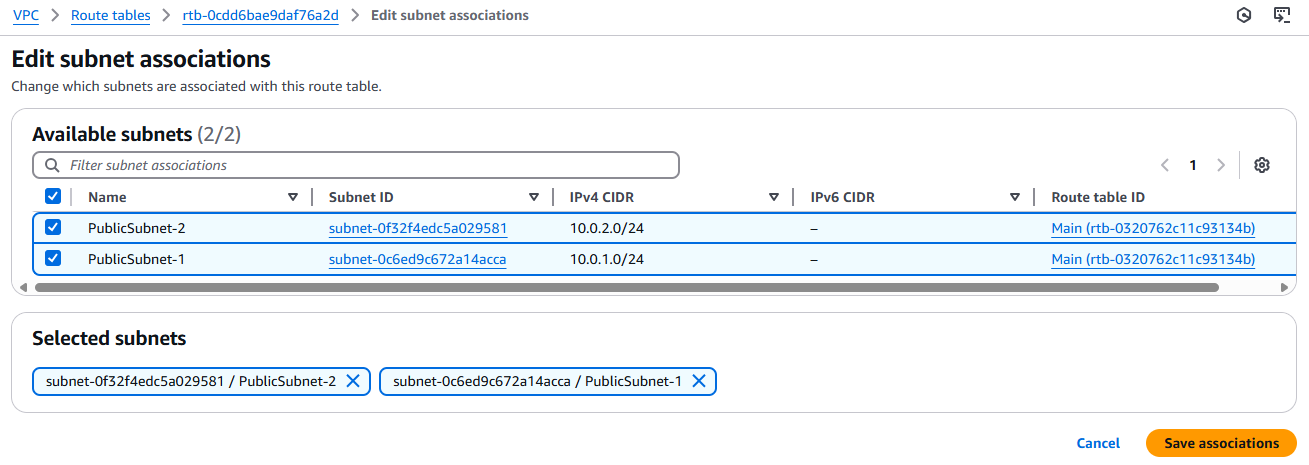 VPC > Route tables > rtb-0cdd6bae9daf76a2d > Edit subnet associations
Edit subnet associations
Change which subnets are associated with this route table.
Available subnets (2/2)
Filter subnet associations
1
Name Subnet ID IPv4 CIDR IPv6 CIDR Route table ID
PublicSubnet-2 subnet-0f32f4edc5a029581 10.0.2.0/24 – Main (rtb-0320762c11c93134b)
PublicSubnet-1 subnet-0c6ed9c672a14acca 10.0.1.0/24 – Main (rtb-0320762c11c93134b)
Selected subnets
subnet-0f32f4edc5a029581 / PublicSubnet-2 subnet-0c6ed9c672a14acca / PublicSubnet-1
Cancel Save associations